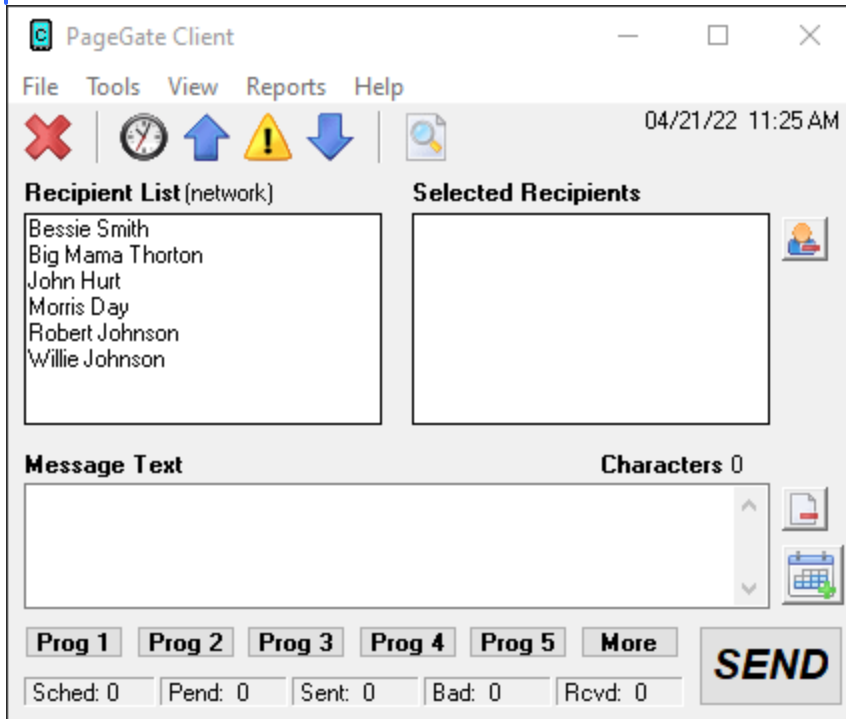 C PageGate Client
File Tools View Reports Help
04/21/22 11:25 AM
Recipient List (network) Selected Recipients
Bessie Smith
Big Mama Thorton
John Hurt
Morris Day
Robert Johnson
Willie Johnson
Message Text Characters 0
Prog 1 Prog 2 Prog 3 Prog 4 Prog 5 More
SEND
Sched: 0 Pend: 0 Sent: 0 Bad: 0 Rcvd: 0